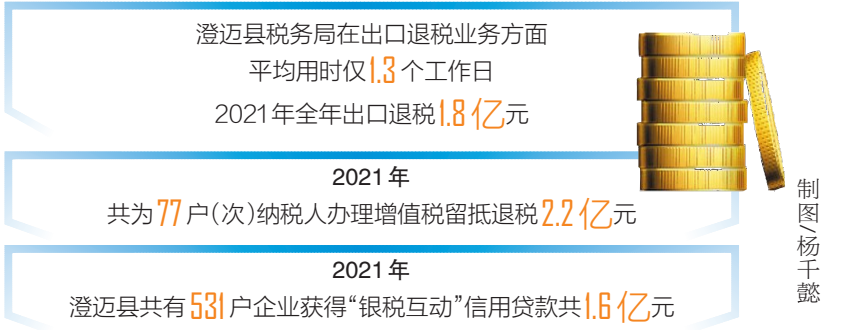 澄迈县税务局在出口退税业务方面
平均用时仅1.3个工作日
2021年全年出口退税1.8亿元
2021年
共为77户(次)纳税人办理增值税留抵退税2.2亿元
2021年
澄迈县共有531户企业获得“银税互动”信用贷款共1.6亿元
制图/杨千懿